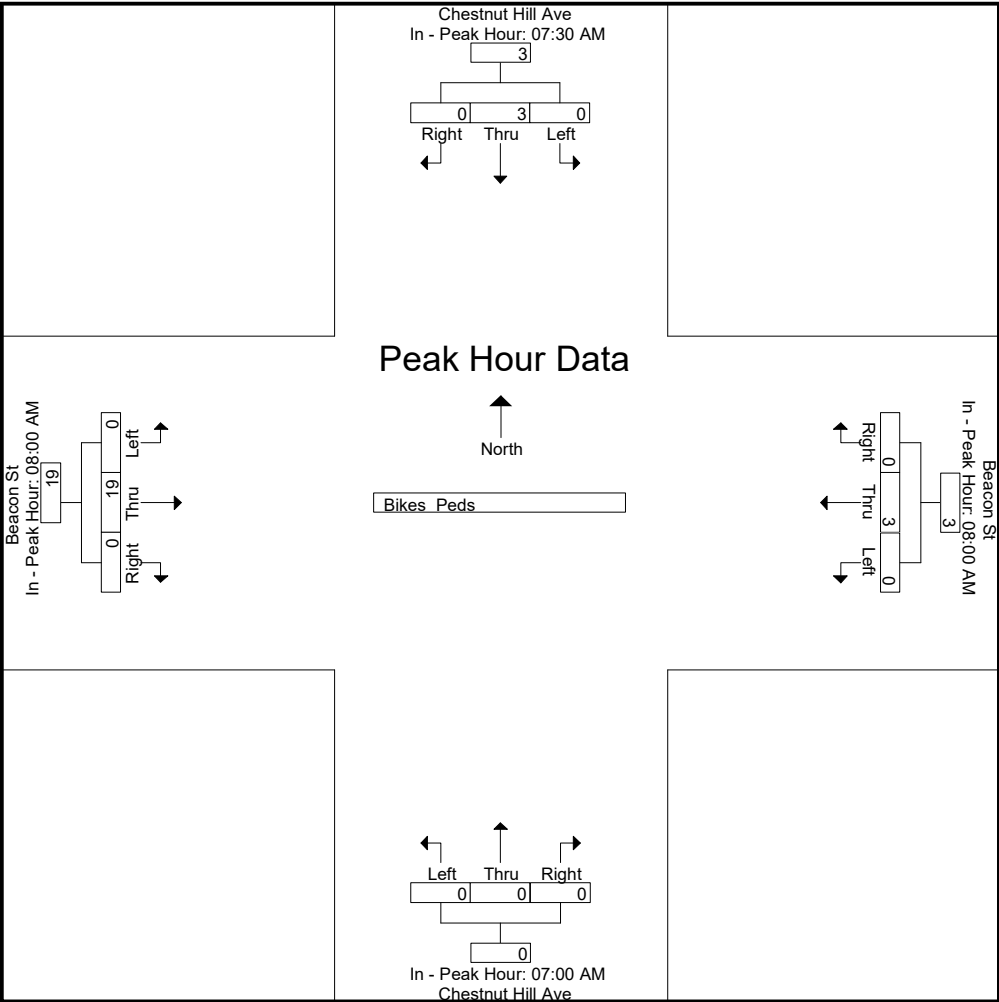 Chestnut Hill Ave
In - Peak Hour: 07:30 AM
3
0 3 0
Right Thru Left
Peak Hour Data
North
Bikes Peds
Beacon St
In - Peak Hour: 08:00 AM
19
0 19 0
Left Thru Right
Beacon St
In - Peak Hour: 08:00 AM
3
0 3 0
Right Thru Left
Left Thru Right
0 0 0
0
In - Peak Hour: 07:00 AM
Chestnut Hill Ave